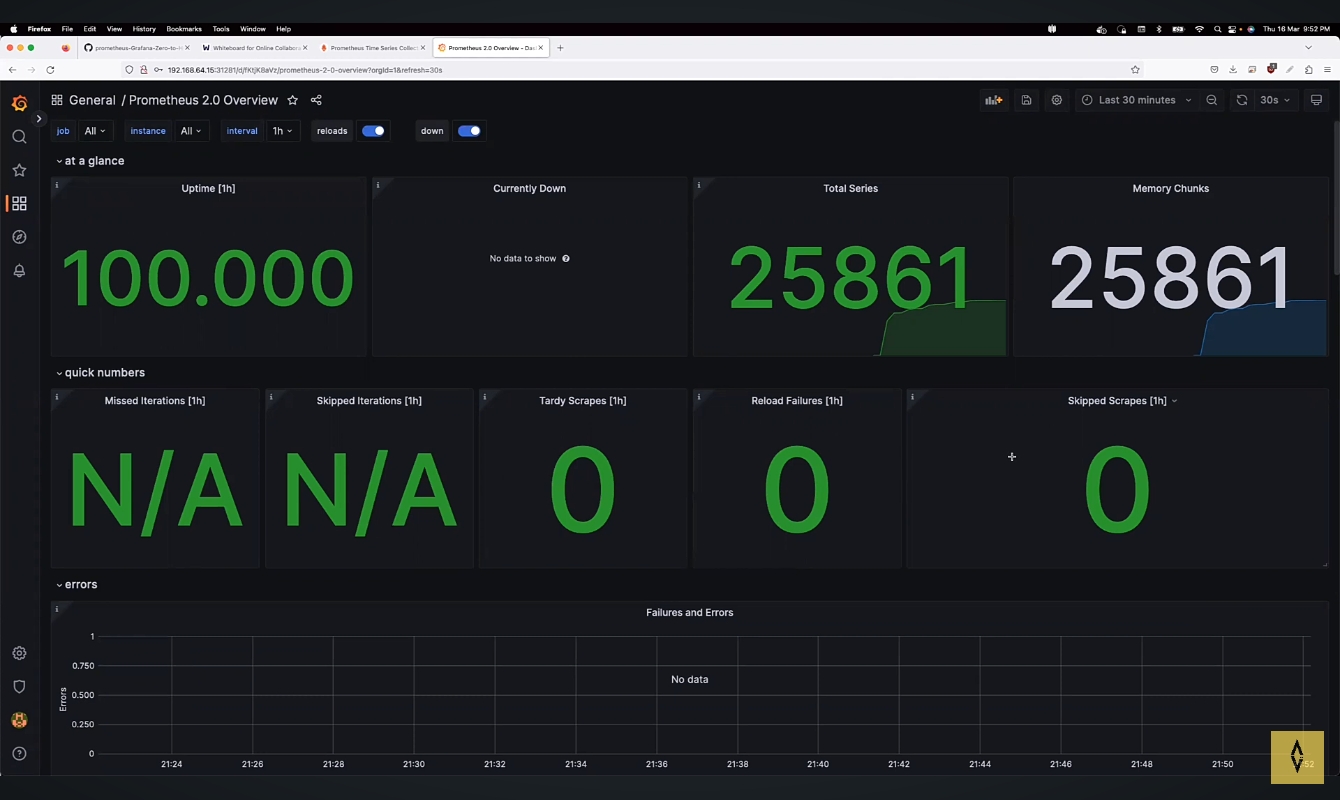 Firefox File Edit View History Bookmarks Tools Window Help
Thu 16 Mar 9:52 PM
prometheus-Grafana-Zero-to-H
Whiteboard for Online Collabora
Prometheus Time Series Collect
Prometheus 2.0 Overview - Das
192.168.64.15:31281/d/fKtjK8aVz/prometheus-2-0-overview?orgId=1&refresh=30s
General / Prometheus 2.0 Overview
Last 30 minutes
30s
job All
instance All
interval 1h
reloads
down
at a glance
Uptime [1h]
Currently Down
Total Series
Memory Chunks
100.000
No data to show
25861
25861
quick numbers
Missed Iterations [1h]
Skipped Iterations [1h]
Tardy Scrapes [1h]
Reload Failures [1h]
Skipped Scrapes [1h]
N/A
N/A
0
0
0
errors
Failures and Errors
Errors
1
0.750
0.500
0.250
0
No data
21:24 21:26 21:28 21:30 21:32 21:34 21:36 21:38 21:40 21:42 21:44 21:46 21:48 21:50